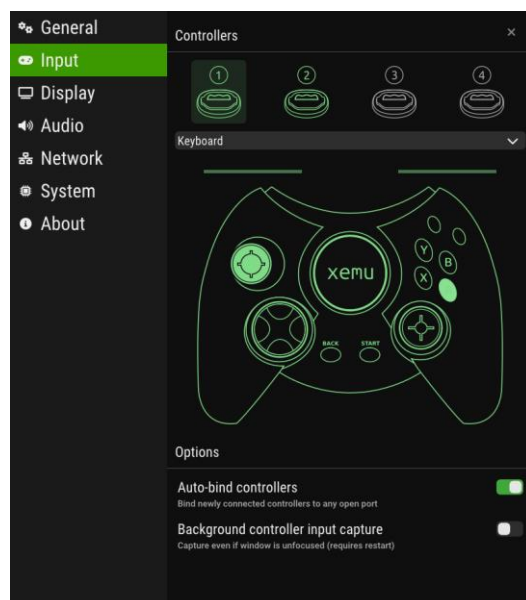 General
Input
Display
Audio
Network
System
About
Controllers
1 2 3 4
Keyboard
Y
B
X
xemu
BACK START
Options
Auto-bind controllers
Bind newly connected controllers to any open port
Background controller input capture
Capture even if window is unfocused (requires restart)